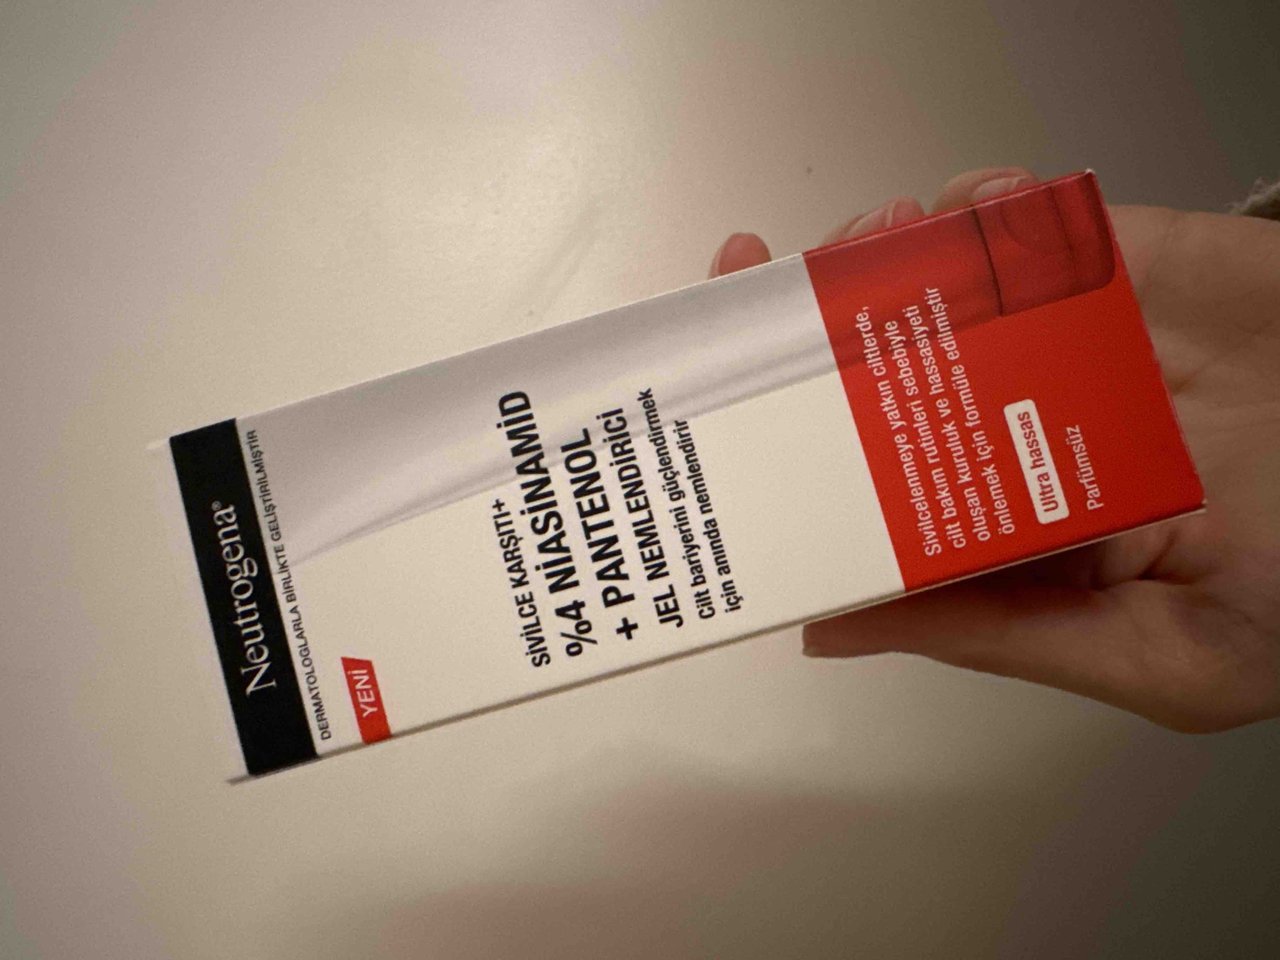 Neutrogena®
DERMATOLOGLARLA BİRLİKTE GELİŞTİRİLMİŞTİR
YENİ
SİVİLCE KARŞITI+
%4 NİASİNAMİD
+ PANTENOL
JEL NEMLENDİRİCİ
Cilt bariyerini güçlendirmek
için anında nemlendirir
Sivilcelenmeye yatkın ciltlerde,
cilt bakım rutinleri sebebiyle
oluşan kuruluk ve hassasiyeti
önlemek için formüle edilmiştir
Ultra hassas
Parfümsüz